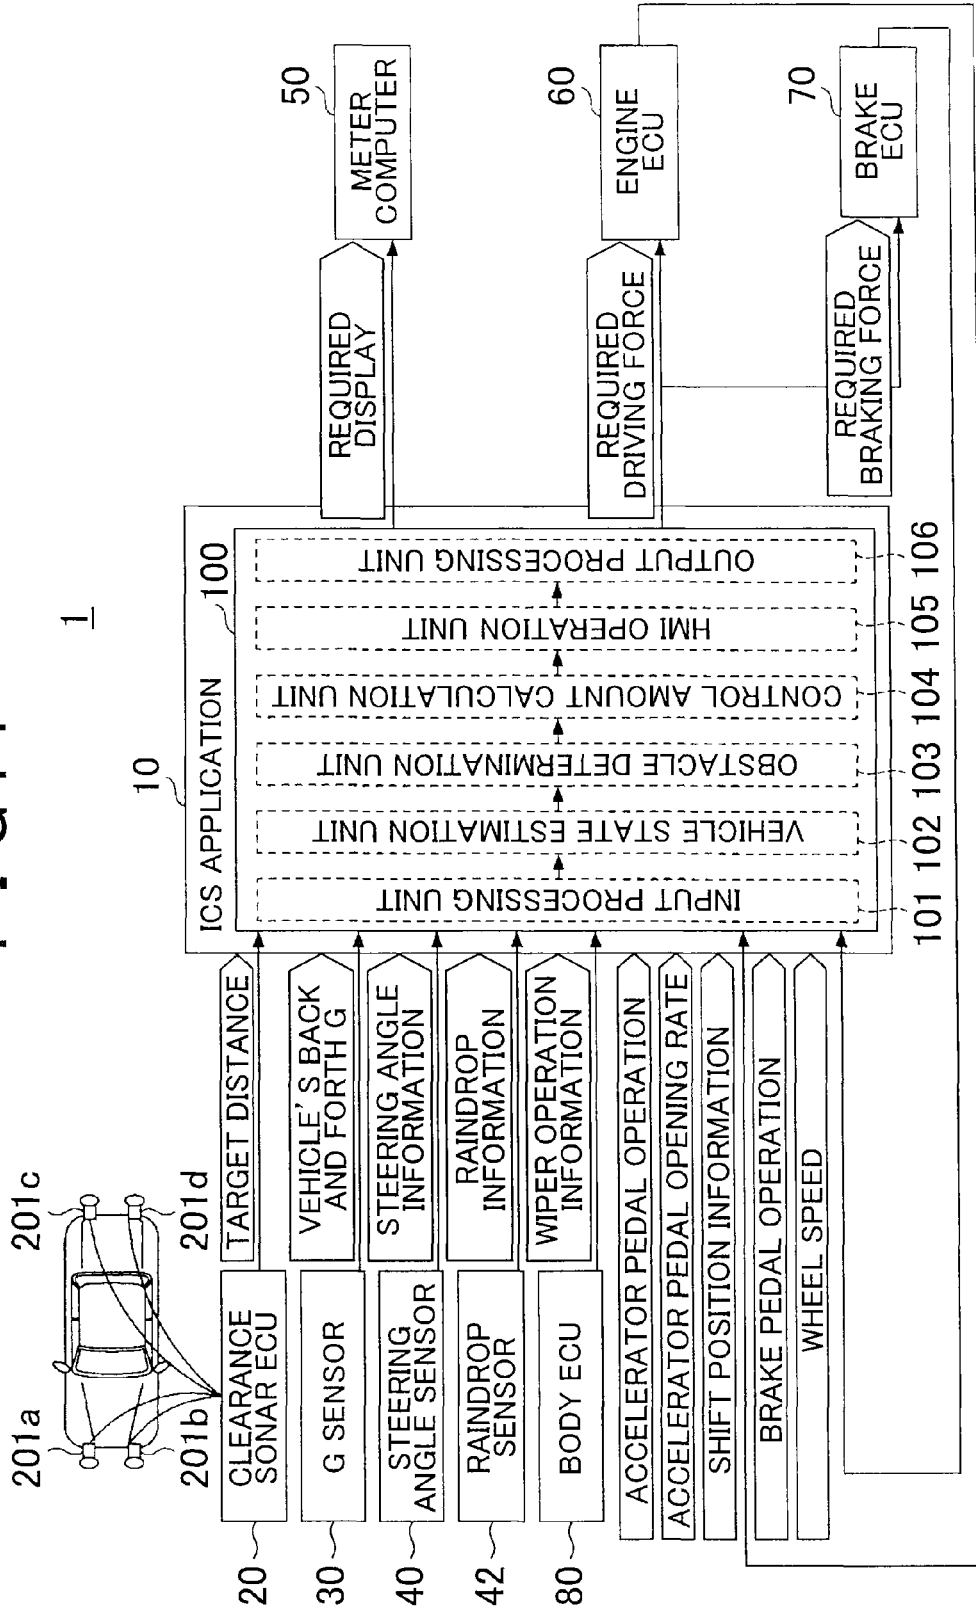 1
201a
201b
201c
201d
20
CLEARANCE
SONAR ECU
TARGET DISTANCE
30
G SENSOR
VEHICLE'S BACK
AND FORTH G
40
STEERING
ANGLE SENSOR
STEERING ANGLE
INFORMATION
42
RAINDROP
SENSOR
RAINDROP
INFORMATION
80
BODY ECU
WIPER OPERATION
INFORMATION
ACCELERATOR PEDAL OPERATION
ACCELERATOR PEDAL OPENING RATE
SHIFT POSITION INFORMATION
BRAKE PEDAL OPERATION
WHEEL SPEED
10
ICS APPLICATION
100
INPUT PROCESSING UNIT
101
VEHICLE STATE ESTIMATION UNIT
102
OBSTACLE DETERMINATION UNIT
103
CONTROL AMOUNT CALCULATION UNIT
104
HMI OPERATION UNIT
105
OUTPUT PROCESSING UNIT
106
REQUIRED
DISPLAY
50
METER
COMPUTER
REQUIRED
DRIVING FORCE
60
ENGINE
ECU
REQUIRED
BRAKING FORCE
70
BRAKE
ECU